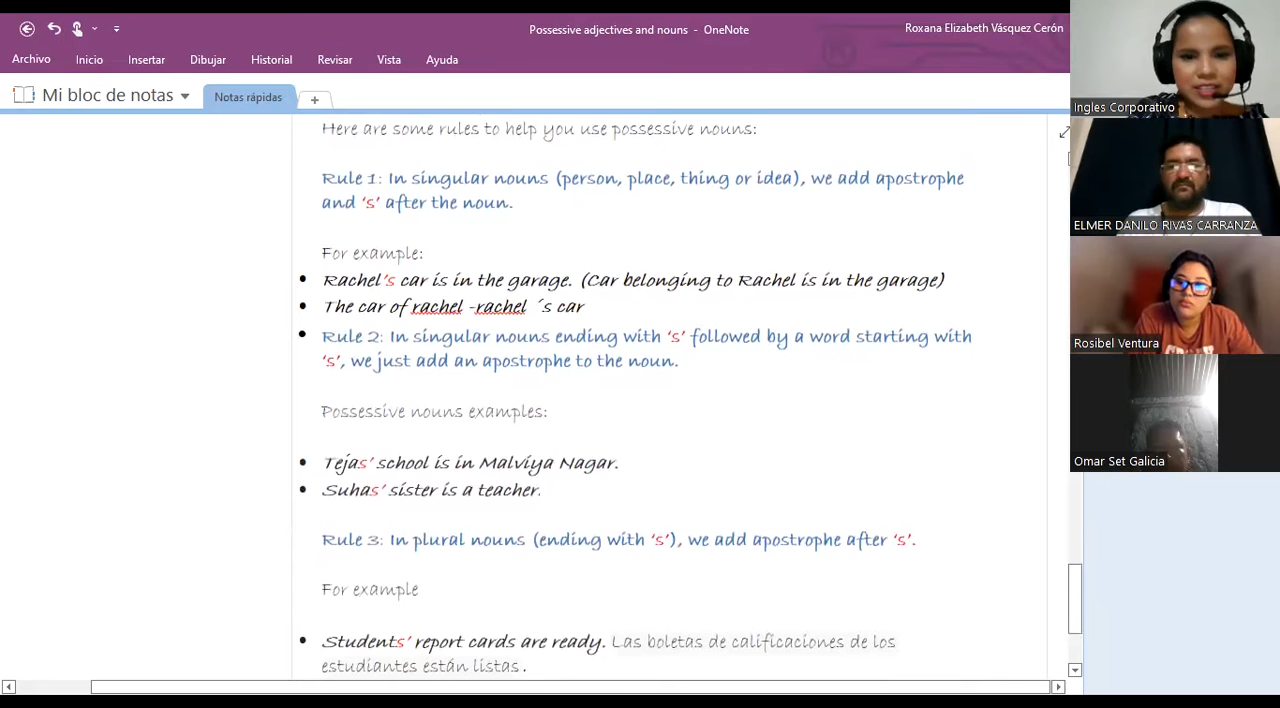 Possessive adjectives and nouns - OneNote
Roxana Elizabeth Vásquez Cerón
Archivo Inicio Insertar Dibujar Historial Revisar Vista Ayuda
Mi bloc de notas Notas rápidas +
Here are some rules to help you use possessive nouns:
Rule 1: In singular nouns (person, place, thing or idea), we add apostrophe
and ‘s’ after the noun.
For example:
Rachel’s car is in the garage. (Car belonging to Rachel is in the garage)
The car of rachel -rachel ´s car
Rule 2: In singular nouns ending with ‘s’ followed by a word starting with
‘s’, we just add an apostrophe to the noun.
Possessive nouns examples:
Tejas’ school is in Malviya Nagar.
Suhas’ sister is a teacher.
Rule 3: In plural nouns (ending with ‘s’), we add apostrophe after ‘s’.
For example
Students’ report cards are ready. Las boletas de calificaciones de los
estudiantes están listas.
Ingles Corporativo
ELMER DANILO RIVAS CARRANZA
Rosibel Ventura
Omar Set Galicia